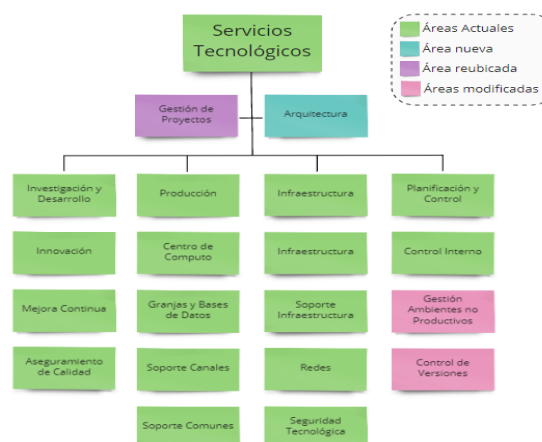 Servicios
Tecnológicos
Áreas Actuales
Área nueva
Área reubicada
Áreas modificadas
Gestión de
Proyectos
Arquitectura
Investigación y
Desarrollo
Producción
Infraestructura
Planificación y
Control
Innovación
Centro de
Computo
Infraestructura
Control Interno
Mejora Continua
Granjas y Bases
de Datos
Soporte
Infraestructura
Gestión
Ambientes no
Productivos
Aseguramiento
de Calidad
Soporte Canales
Redes
Control de
Versiones
Soporte Comunes
Seguridad
Tecnológica